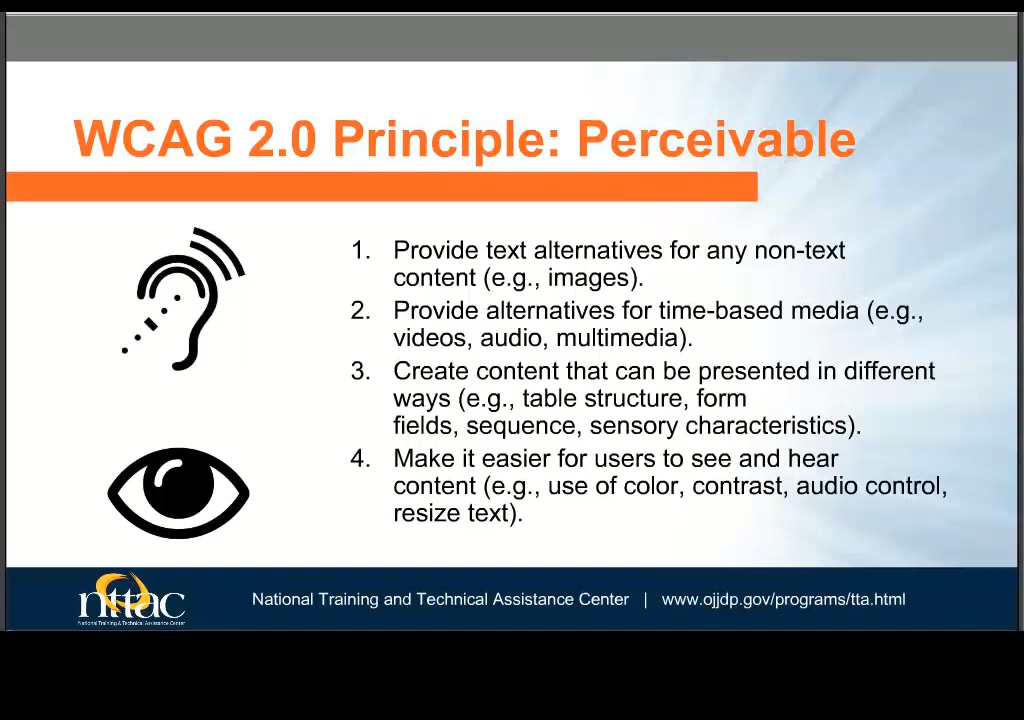 WCAG 2.0 Principle: Perceivable
1. Provide text alternatives for any non-text
content (e.g., images).
2. Provide alternatives for time-based media (e.g.,
videos, audio, multimedia).
3. Create content that can be presented in different
ways (e.g., table structure, form
fields, sequence, sensory characteristics).
4. Make it easier for users to see and hear
content (e.g., use of color, contrast, audio control,
resize text).
nttac
National Training & Technical Assistance Center
National Training and Technical Assistance Center | www.ojjdp.gov/programs/tta.html